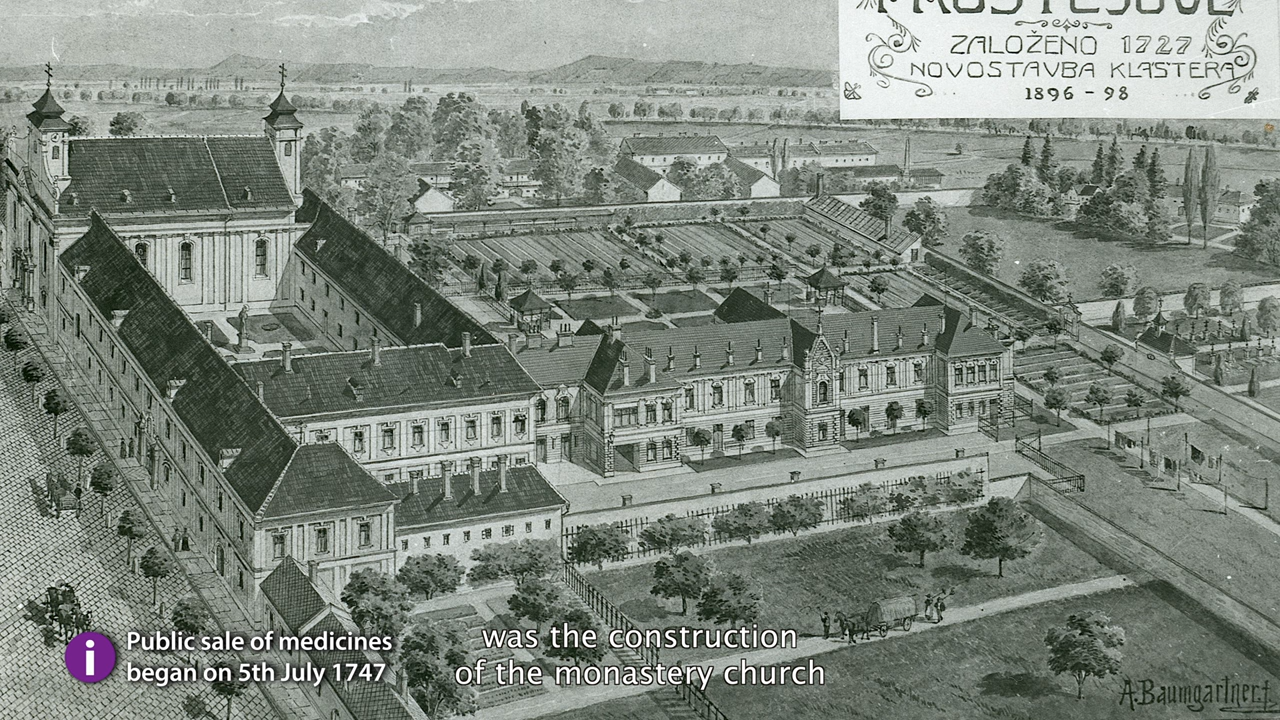 PROSTĚJOVĚ
ZALOŽENO 1727
NOVOSTAVBA KLÁŠTERA
1896 - 98
Public sale of medicines
began on 5th July 1747
was the construction
of the monastery church
A. Baumgartner